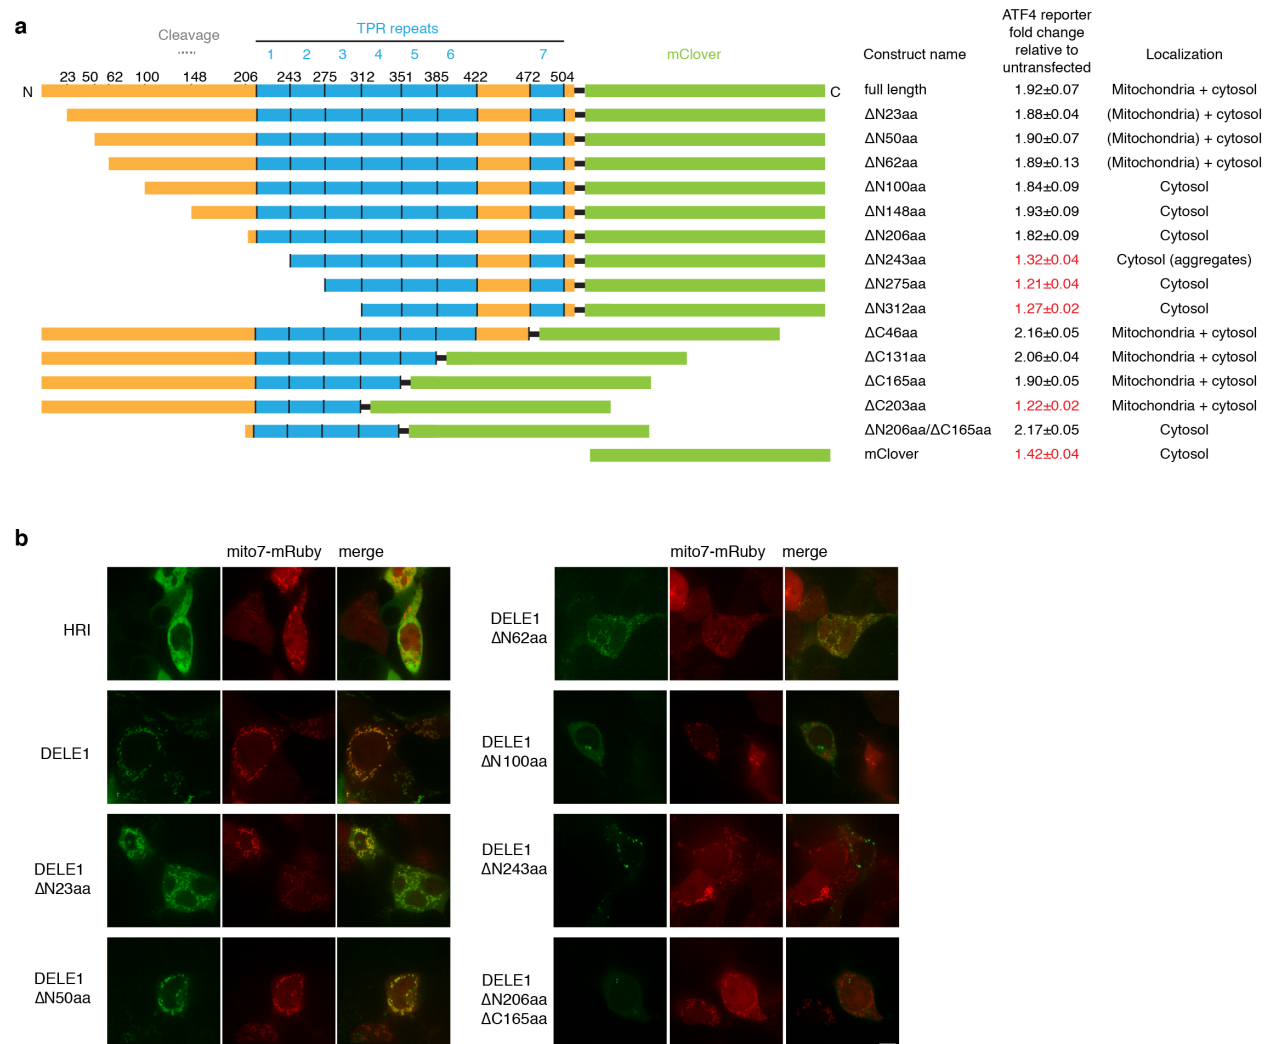 a
Cleavage
TPR repeats
1 2 3 4 5 6 7
mClover
Construct name
ATF4 reporter
fold change
relative to
untransfected
Localization
23 50 62 100 148 206 243 275 312 351 385 422 472 504
N C full length 1.92±0.07 Mitochondria + cytosol
ΔN23aa 1.88±0.04 (Mitochondria) + cytosol
ΔN50aa 1.90±0.07 (Mitochondria) + cytosol
ΔN62aa 1.89±0.13 (Mitochondria) + cytosol
ΔN100aa 1.84±0.09 Cytosol
ΔN148aa 1.93±0.09 Cytosol
ΔN206aa 1.82±0.09 Cytosol
ΔN243aa 1.32±0.04 Cytosol (aggregates)
ΔN275aa 1.21±0.04 Cytosol
ΔN312aa 1.27±0.02 Cytosol
ΔC46aa 2.16±0.05 Mitochondria + cytosol
ΔC131aa 2.06±0.04 Mitochondria + cytosol
ΔC165aa 1.90±0.05 Mitochondria + cytosol
ΔC203aa 1.22±0.02 Mitochondria + cytosol
ΔN206aa/ΔC165aa 2.17±0.05 Cytosol
mClover 1.42±0.04 Cytosol
b
mito7-mRuby merge
HRI
DELE1
DELE1
ΔN23aa
DELE1
ΔN50aa
mito7-mRuby merge
DELE1
ΔN62aa
DELE1
ΔN100aa
DELE1
ΔN243aa
DELE1
ΔN206aa
ΔC165aa